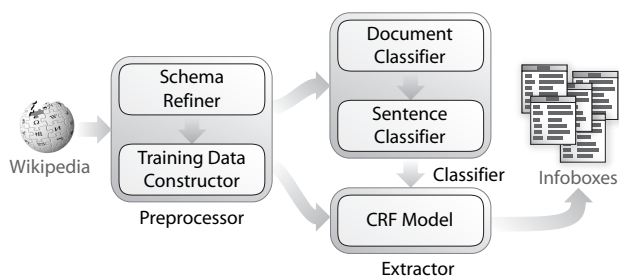 Wikipedia
Schema
Refiner
Training Data
Constructor
Preprocessor
Document
Classifier
Sentence
Classifier
Classifier
CRF Model
Extractor
Infoboxes